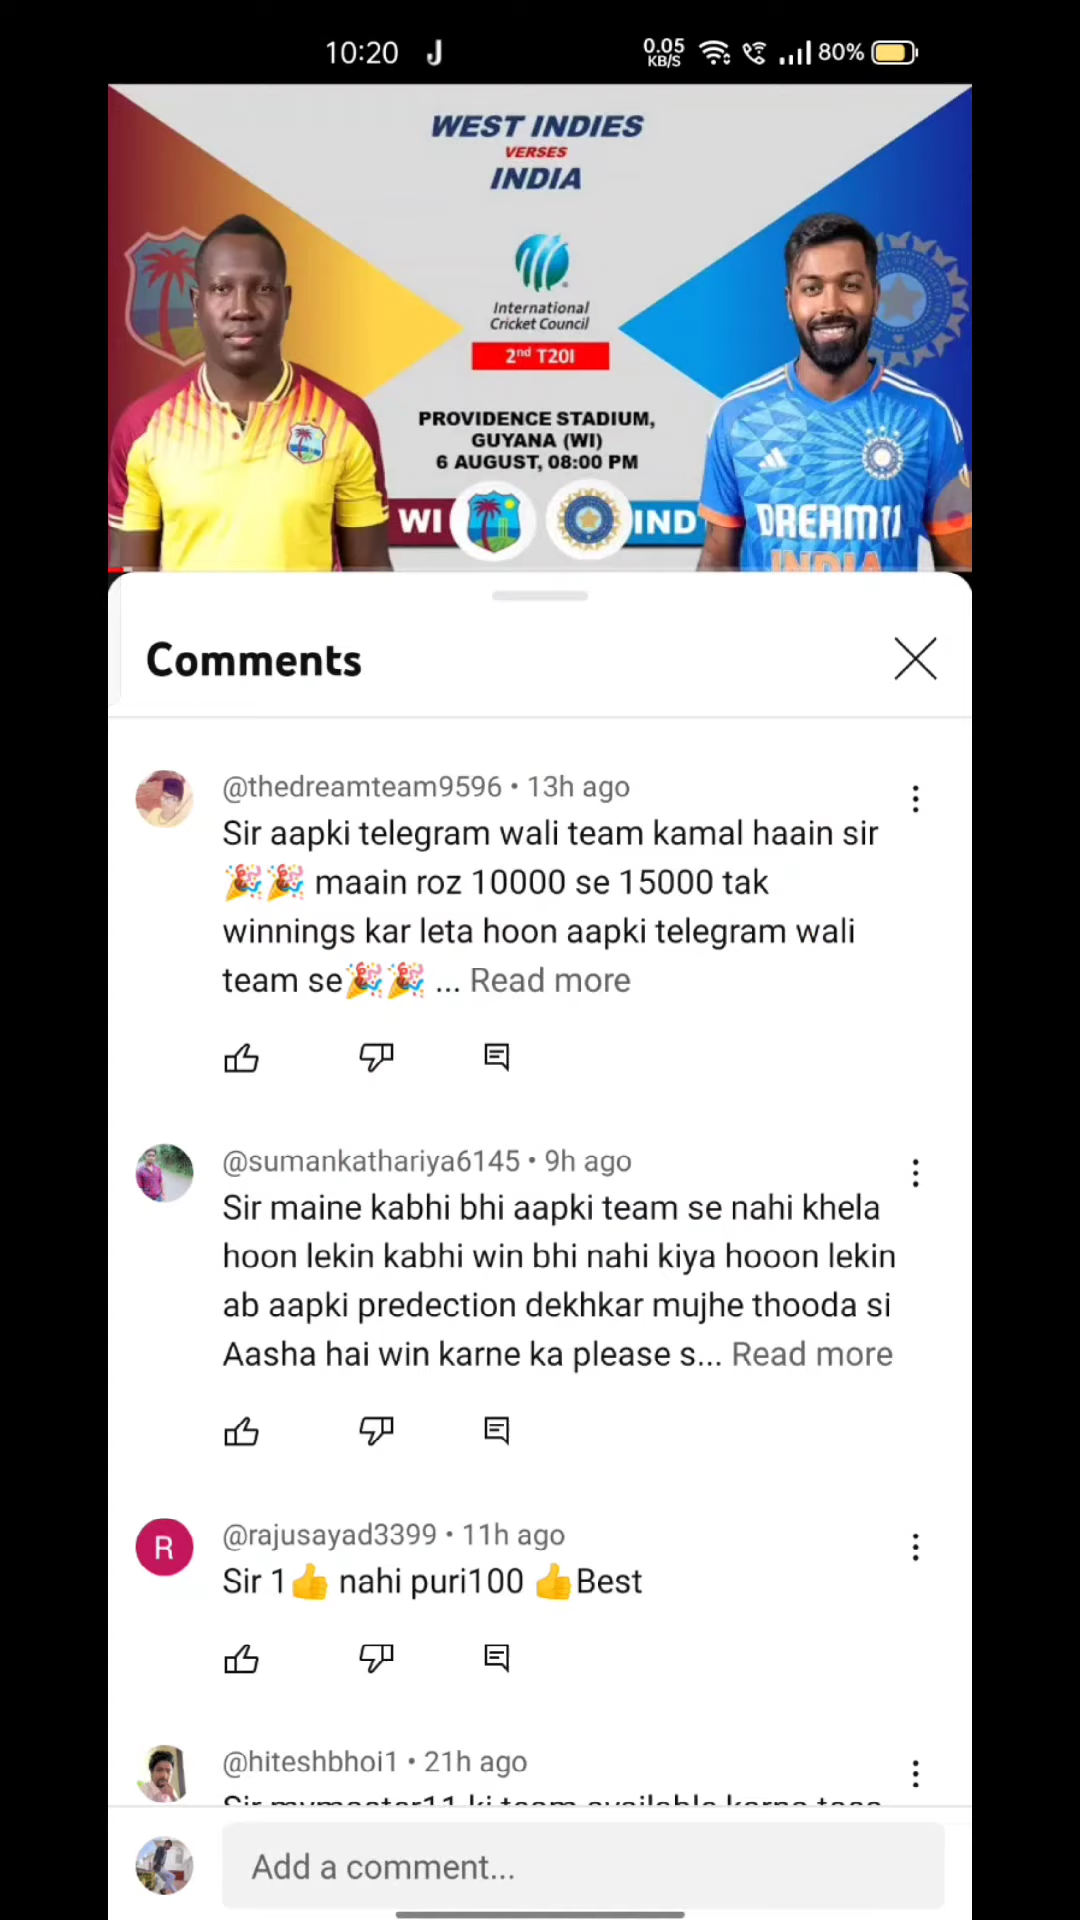 10:20 J 0.05 KB/S 80%
WEST INDIES
VERSES
INDIA
International
Cricket Council
2nd T20I
PROVIDENCE STADIUM,
GUYANA (WI)
6 AUGUST, 08:00 PM
WI IND
DREAM11
INDIA
Comments
@thedreamteam9596 • 13h ago
Sir aapki telegram wali team kamal haain sir
🎉🎉 maain roz 10000 se 15000 tak
winnings kar leta hoon aapki telegram wali
team se🎉🎉 ... Read more
@sumankathariya6145 • 9h ago
Sir maine kabhi bhi aapki team se nahi khela
hoon lekin kabhi win bhi nahi kiya hooon lekin
ab aapki predection dekhkar mujhe thooda si
Aasha hai win karne ka please s... Read more
R
@rajusayad3399 • 11h ago
Sir 1👍 nahi puri100 👍Best
@hiteshbhoi1 • 21h ago
Add a comment...